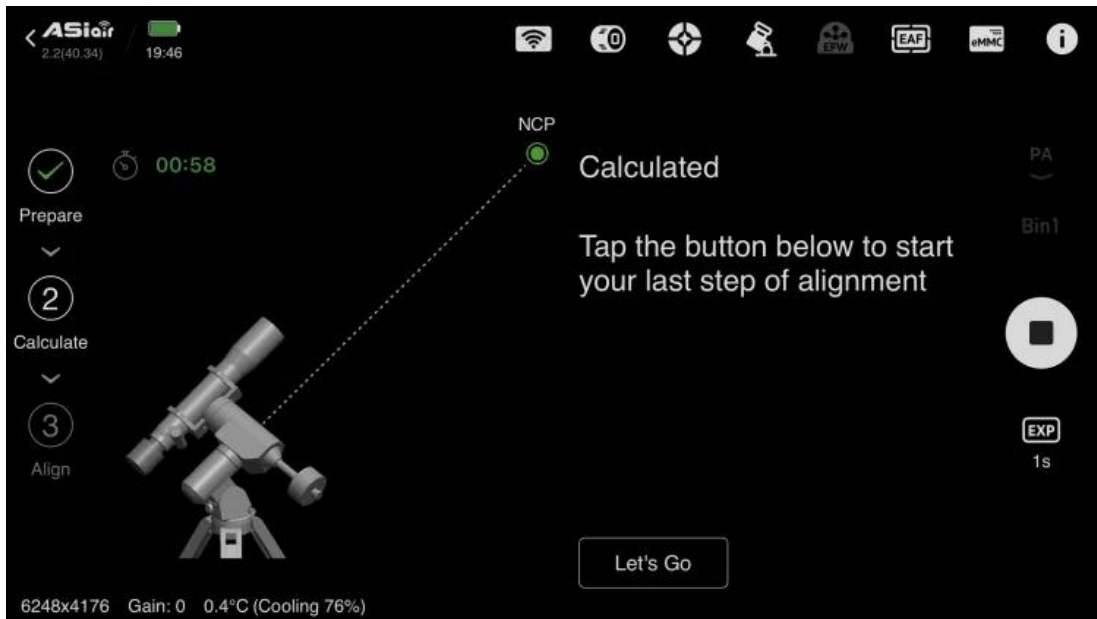 ASiair
2.2(40.34)
19:46
EFW
EAF
eMMC
i
NCP
00:58
Prepare
2
Calculate
3
Align
Calculated
Tap the button below to start
your last step of alignment
Let's Go
PA
Bin1
EXP
1s
6248x4176 Gain: 0 0.4°C (Cooling 76%)